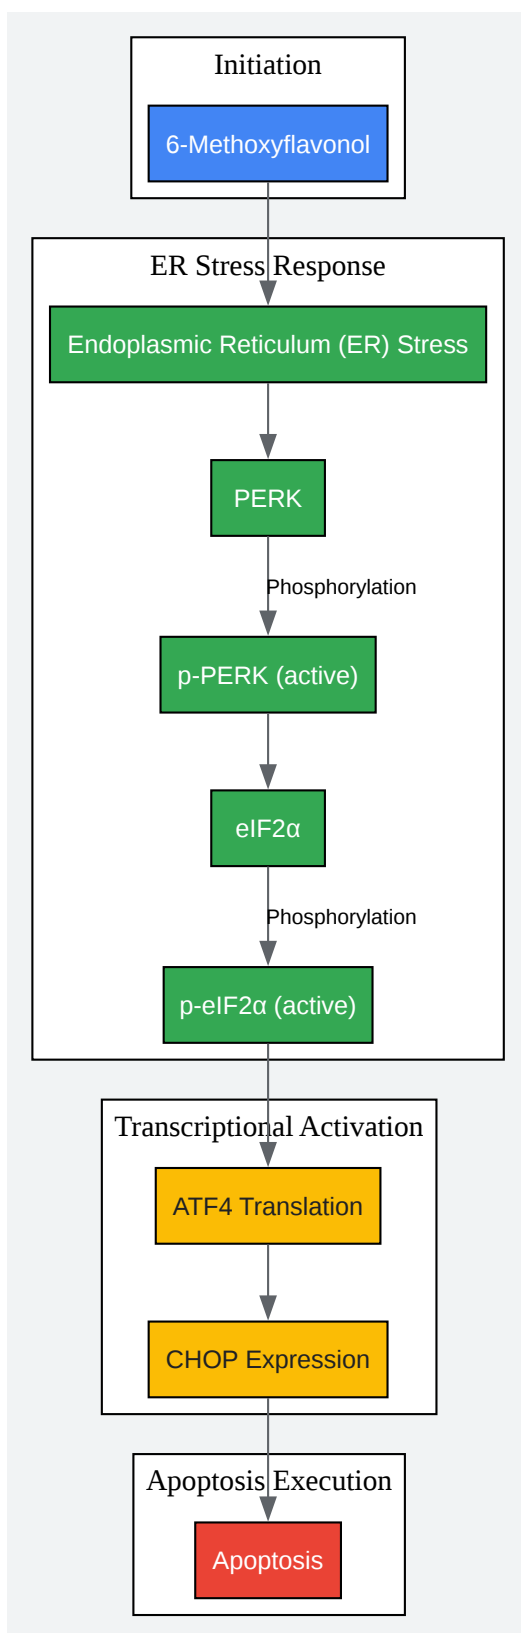 Initiation
6-Methoxyflavonol
ER Stress Response
Endoplasmic Reticulum (ER) Stress
PERK
Phosphorylation
p-PERK (active)
eIF2α
Phosphorylation
p-eIF2α (active)
Transcriptional Activation
ATF4 Translation
CHOP Expression
Apoptosis Execution
Apoptosis